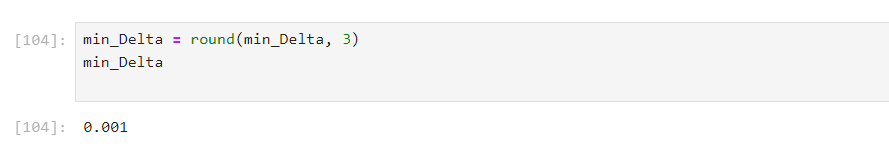 [104]: min_Delta = round(min_Delta, 3)
min_Delta
[104]: 0.001